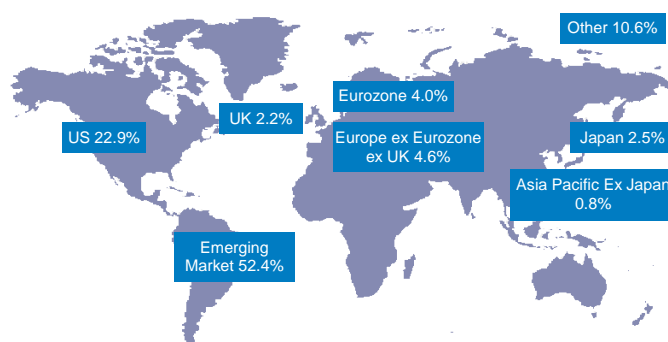 Other 10.6%
Eurozone 4.0%
UK 2.2%
US 22.9%
Europe ex Eurozone
ex UK 4.6%
Japan 2.5%
Asia Pacific Ex Japan
0.8%
Emerging
Market 52.4%